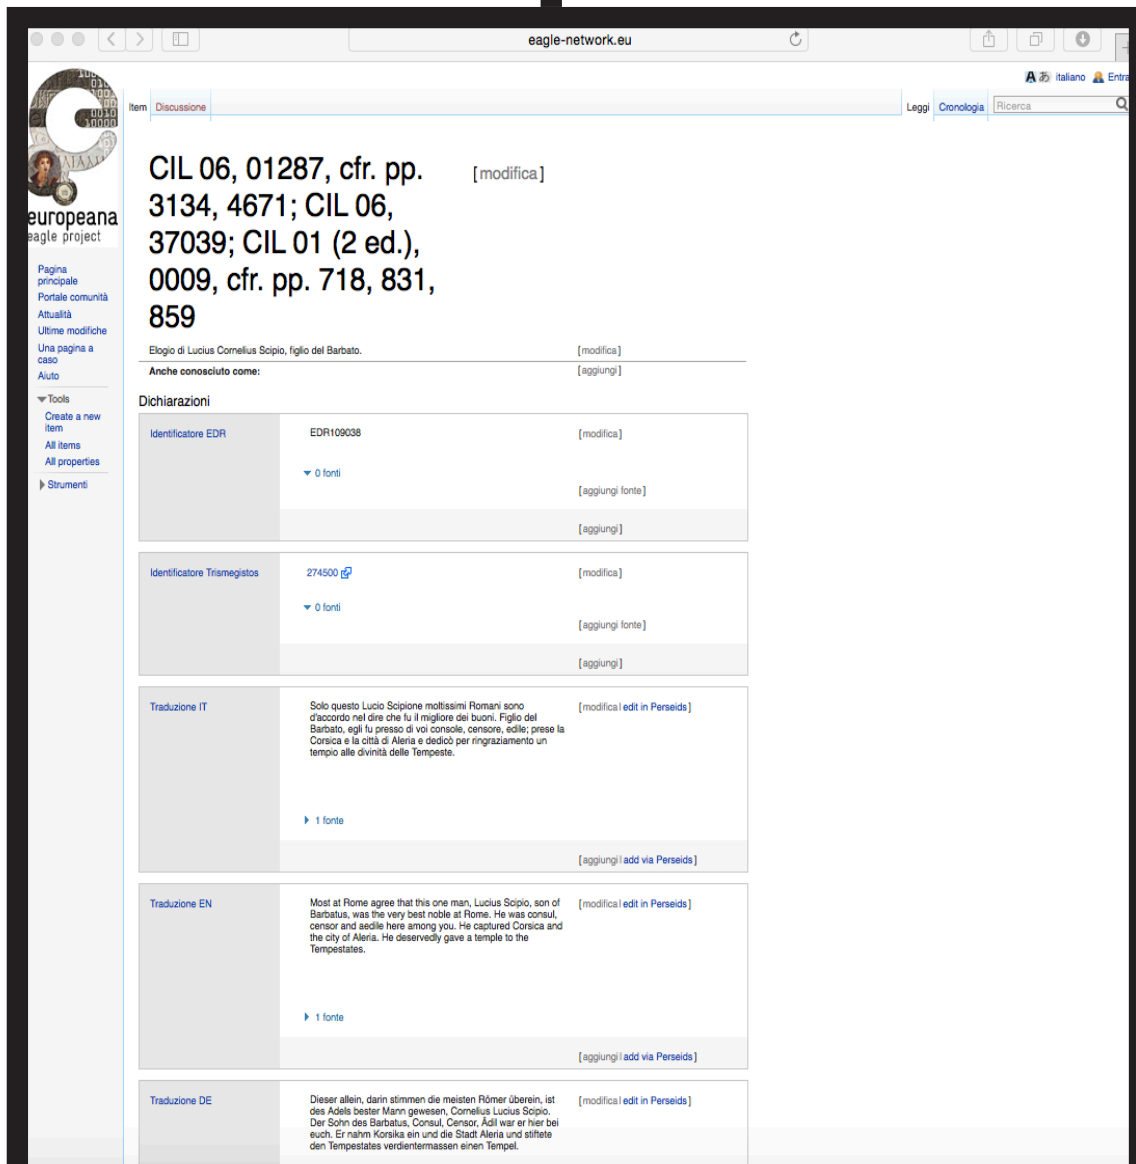 eagle-network.eu
A あ italiano Entra
Item Discussione
Leggi Cronologia Ricerca
europeana
eagle project
Pagina
principale
Portale comunità
Attualità
Ultime modifiche
Una pagina a
caso
Aiuto
Tools
Create a new
item
All items
All properties
Strumenti
CIL 06, 01287, cfr. pp. [modifica]
3134, 4671; CIL 06,
37039; CIL 01 (2 ed.),
0009, cfr. pp. 718, 831,
859
Elogio di Lucius Cornelius Scipio, figlio del Barbato. [modifica]
Anche conosciuto come: [aggiungi]
Dichiarazioni
Identificatore EDR EDR109038 [modifica]
0 fonti
[aggiungi fonte]
[aggiungi]
Identificatore Trismegistos 274500 [modifica]
0 fonti
[aggiungi fonte]
[aggiungi]
Traduzione IT
Solo questo Lucio Scipione moltissimi Romani sono [modifica| edit in Perseids]
d'accordo nel dire che fu il migliore dei buoni. Figlio del
Barbato, egli fu presso di voi console, censore, edile; prese la
Corsica e la città di Aleria e dedicò per ringraziamento un
tempio alle divinità delle Tempeste.
1 fonte
[aggiungi| add via Perseids]
Traduzione EN
Most at Rome agree that this one man, Lucius Scipio, son of [modifica| edit in Perseids]
Barbatus, was the very best noble at Rome. He was consul,
censor and aedile here among you. He captured Corsica and
the city of Aleria. He deservedly gave a temple to the
Tempestates.
1 fonte
[aggiungi| add via Perseids]
Traduzione DE
Dieser allein, darin stimmen die meisten Römer überein, ist [modifica| edit in Perseids]
des Adels bester Mann gewesen, Cornelius Lucius Scipio.
Der Sohn des Barbatus, Consul, Censor, Ädil war er hier bei
euch. Er nahm Korsika ein und die Stadt Aleria und stiftete
den Tempestates verdientermassen einen Tempel.